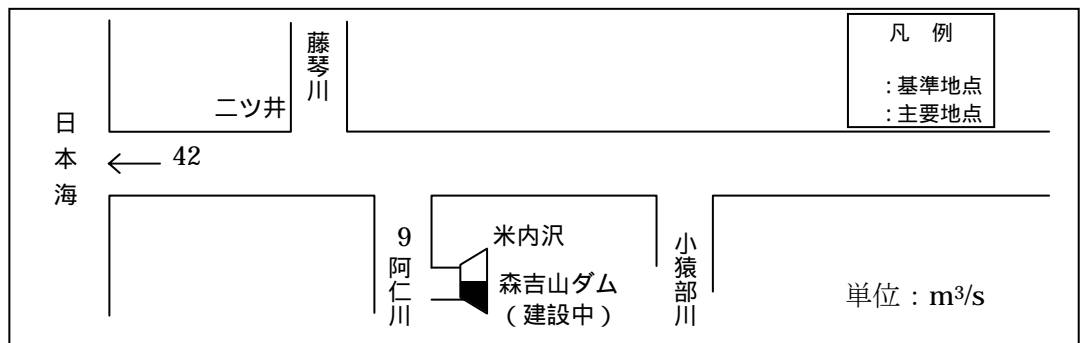 凡 例
:基準地点
:主要地点
藤琴川
二ツ井
日本海
42
9
阿仁川
米内沢
森吉山ダム
(建設中)
小猿部川
単位:m³/s